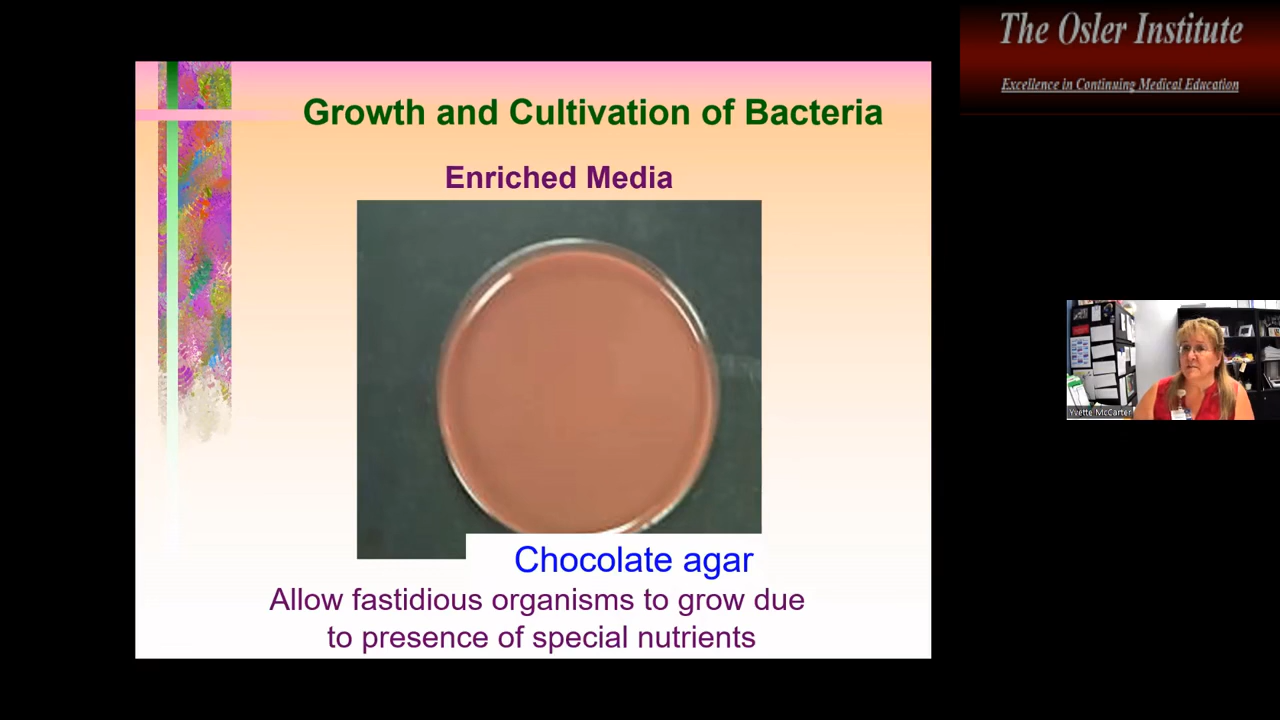 The Osler Institute
Excellence in Continuing Medical Education
Growth and Cultivation of Bacteria
Enriched Media
Chocolate agar
Allow fastidious organisms to grow due
to presence of special nutrients
Yvette McCarter